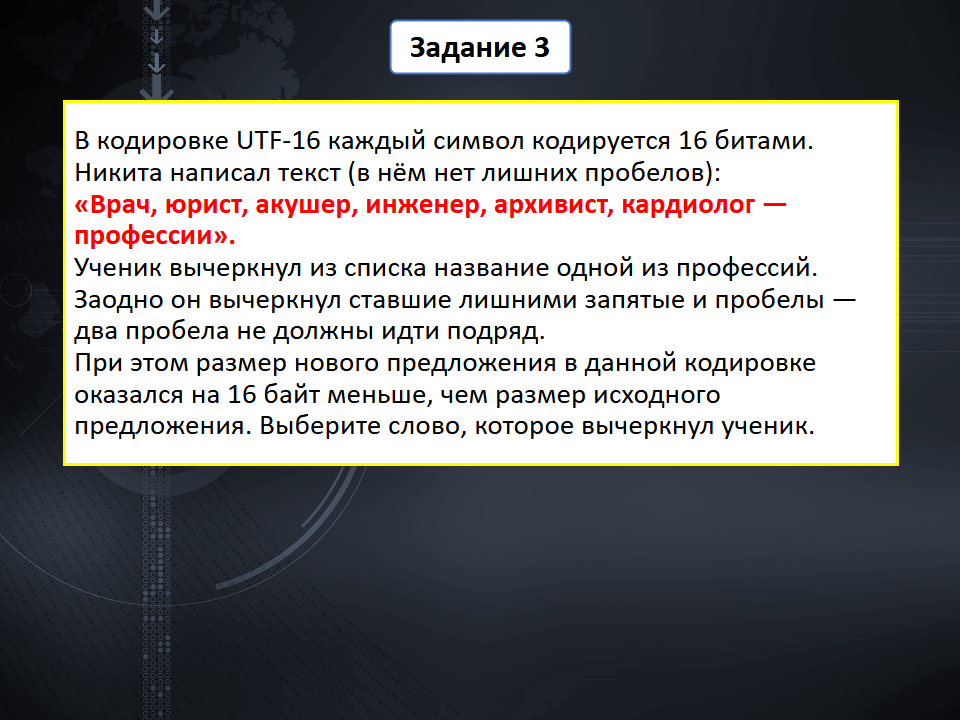 Задание 3
В кодировке UTF-16 каждый символ кодируется 16 битами.
Никита написал текст (в нём нет лишних пробелов):
«Врач, юрист, акушер, инженер, архивист, кардиолог —
профессии».
Ученик вычеркнул из списка название одной из профессий.
Заодно он вычеркнул ставшие лишними запятые и пробелы —
два пробела не должны идти подряд.
При этом размер нового предложения в данной кодировке
оказался на 16 байт меньше, чем размер исходного
предложения. Выберите слово, которое вычеркнул ученик.